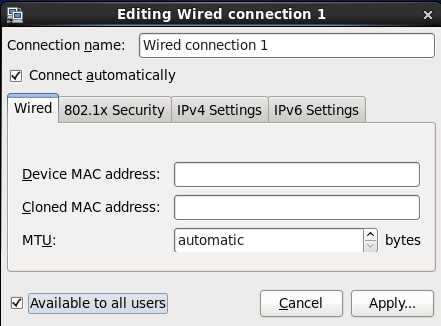 Editing Wired connection 1
Connection name: Wired connection 1
Connect automatically
Wired 802.1x Security IPv4 Settings IPv6 Settings
Device MAC address:
Cloned MAC address:
MTU: automatic bytes
Available to all users Cancel Apply...